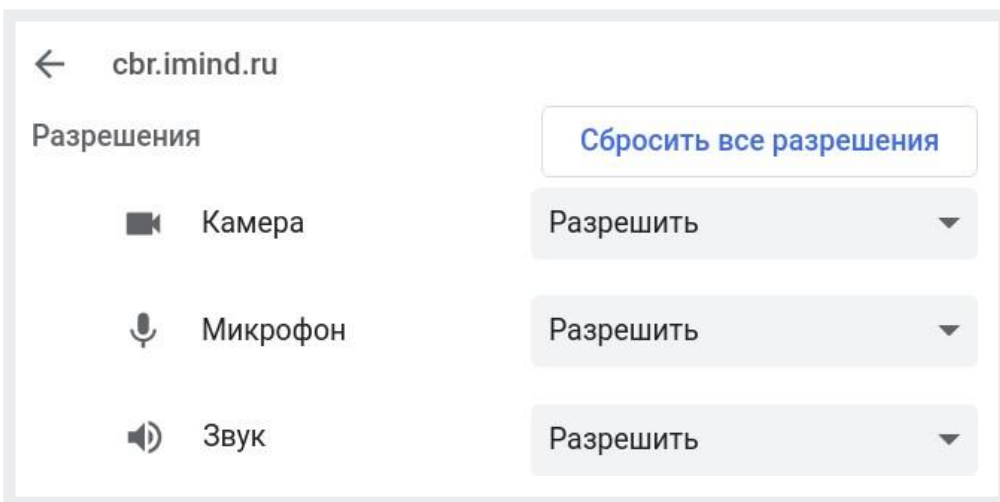 cbr.imind.ru
Разрешения Сбросить все разрешения
Камера Разрешить
Микрофон Разрешить
Звук Разрешить